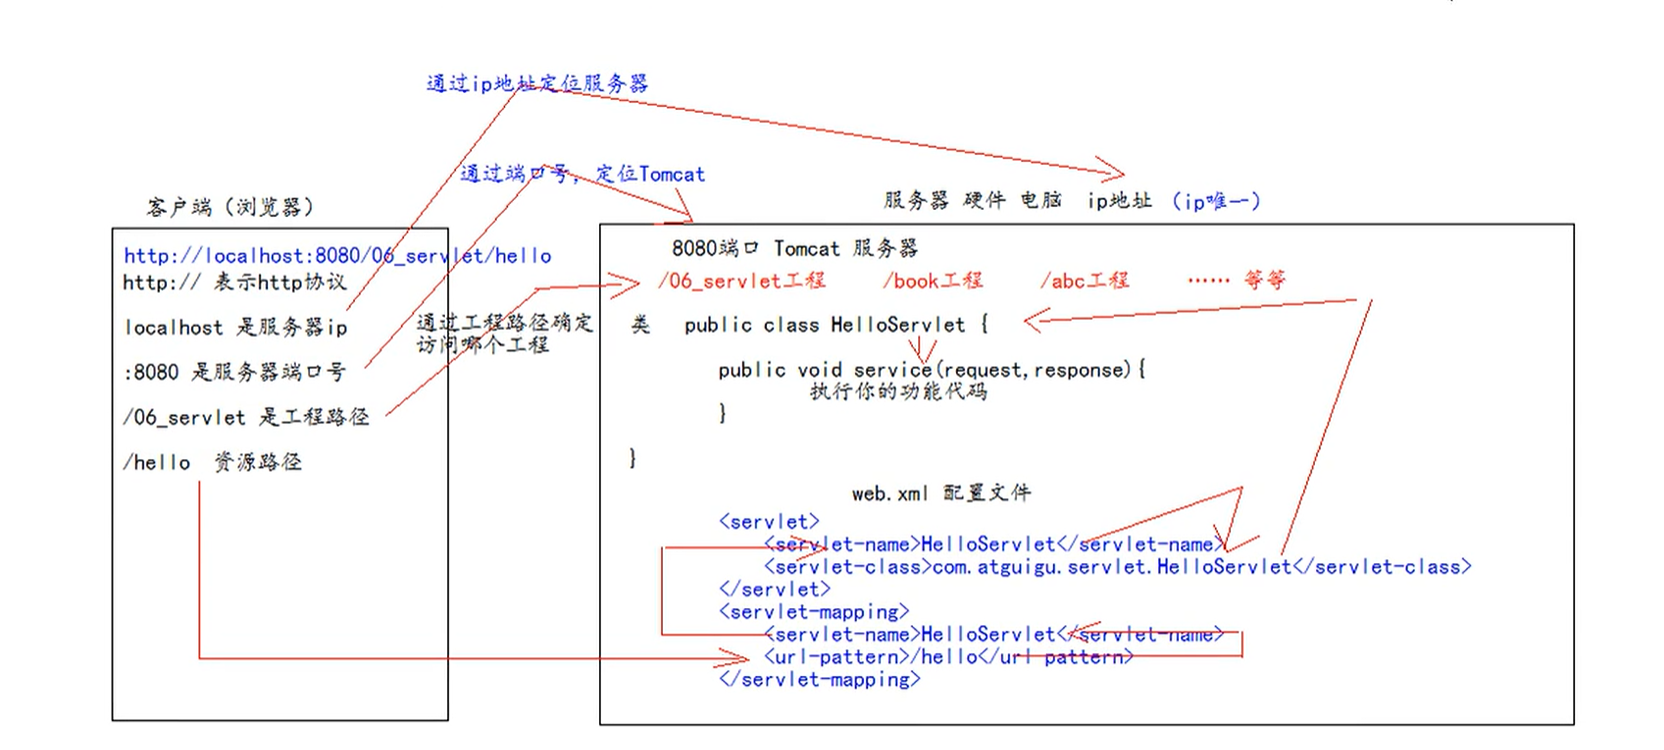 通过ip地址定位服务器
通过端口号，定位Tomcat
客户端（浏览器）
服务器 硬件 电脑 ip地址 （ip唯一）
http://localhost:8080/06_servlet/hello
http:// 表示http协议
localhost 是服务器ip
:8080 是服务器端口号
/06_servlet 是工程路径
/hello 资源路径
通过工程路径确定
访问哪个工程
8080端口 Tomcat 服务器
/06_servlet工程 /book工程 /abc工程 …… 等等
类 public class HelloServlet {
public void service(request,response){
执行你的功能代码
}
}
web.xml 配置文件
<servlet>
<servlet-name>HelloServlet</servlet-name>
<servlet-class>com.atguigu.servlet.HelloServlet</servlet-class>
</servlet>
<servlet-mapping>
<servlet-name>HelloServlet</servlet-name>
<url-pattern>/hello</url-pattern>
</servlet-mapping>